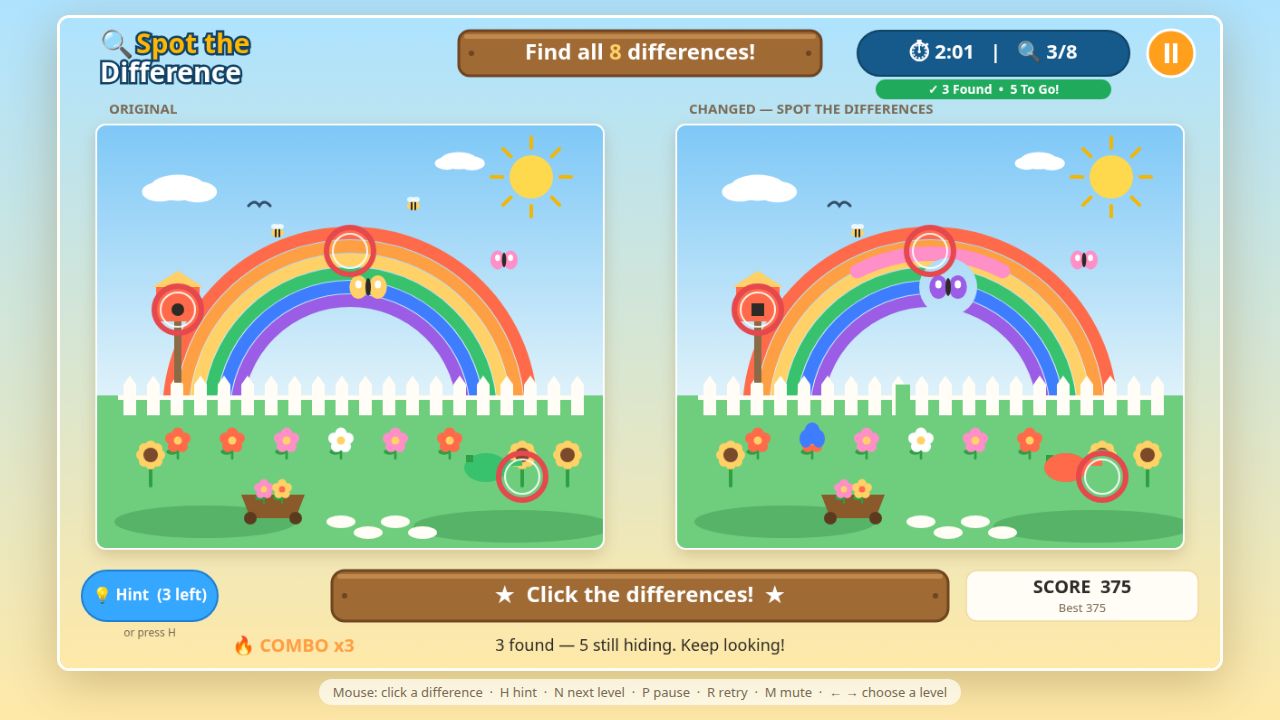 Spot the
Difference
Find all 8 differences!
2:01 | 3/8
✓ 3 Found • 5 To Go!
ORIGINAL
CHANGED — SPOT THE DIFFERENCES
Hint (3 left)
or press H
★ Click the differences! ★
SCORE 375
Best 375
COMBO x3
3 found — 5 still hiding. Keep looking!
Mouse: click a difference · H hint · N next level · P pause · R retry · M mute · ← → choose a level